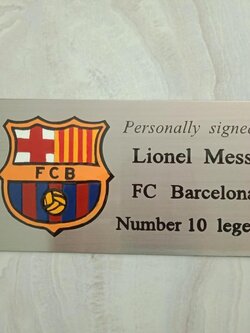 Personally signed
FCB
Lionel Mess
FC Barcelona
Number 10 lege